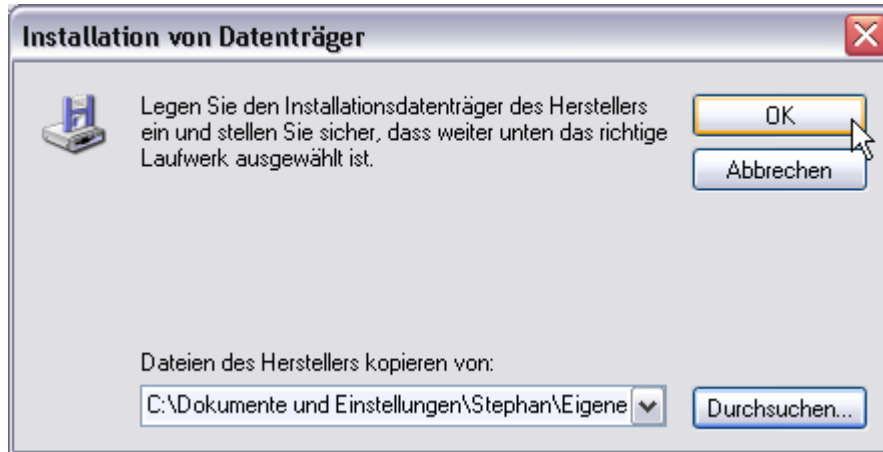 Installation von Datenträger
Legen Sie den Installationsdatenträger des Herstellers
ein und stellen Sie sicher, dass weiter unten das richtige
Laufwerk ausgewählt ist.
OK
Abbrechen
Dateien des Herstellers kopieren von:
C:\Dokumente und Einstellungen\Stephan\Eigene
Durchsuchen...